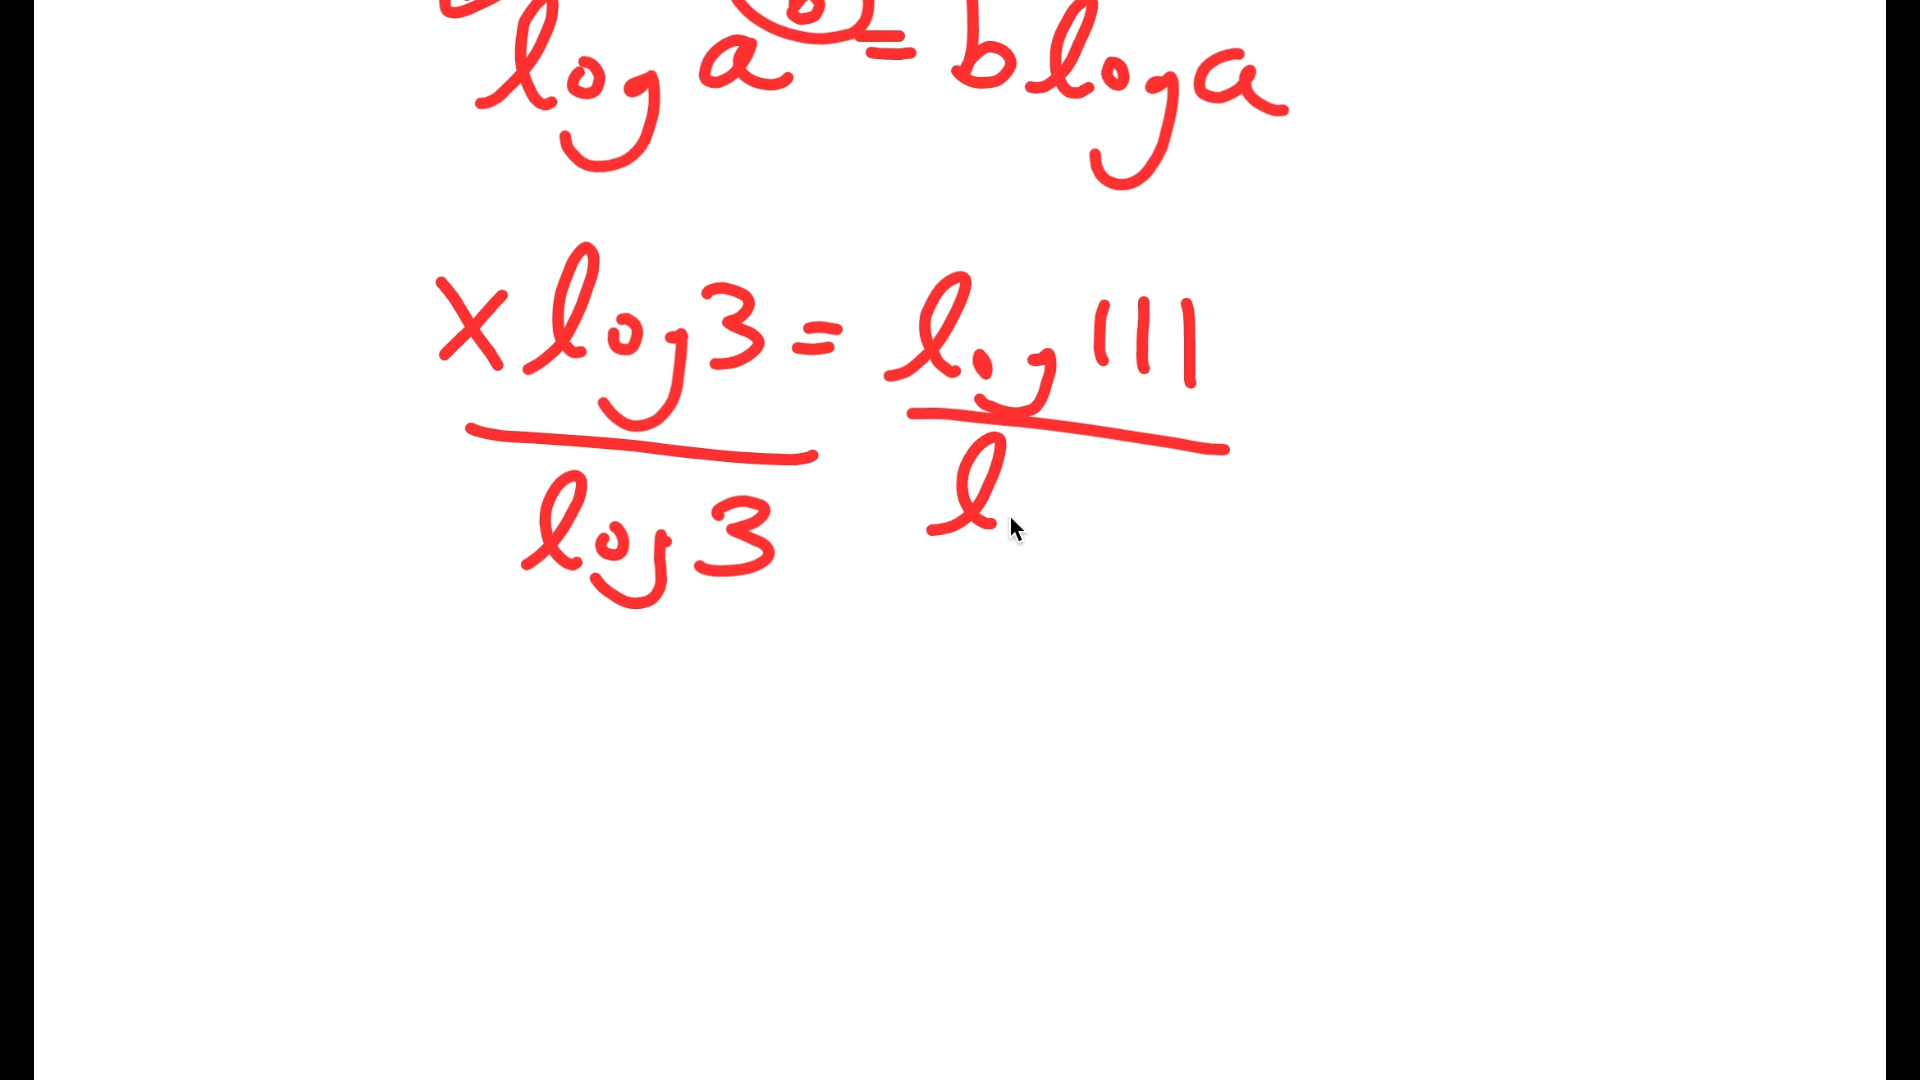 log a^b = b log a
x log 3 = log 111
log 3 l